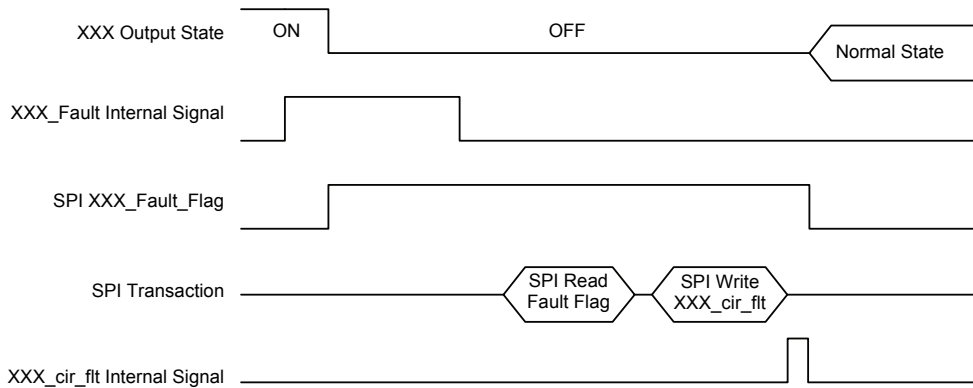 XXX Output State
ON
OFF
Normal State
XXX_Fault Internal Signal
SPI XXX_Fault_Flag
SPI Transaction
SPI Read
Fault Flag
SPI Write
XXX_cir_flt
XXX_cir_flt Internal Signal